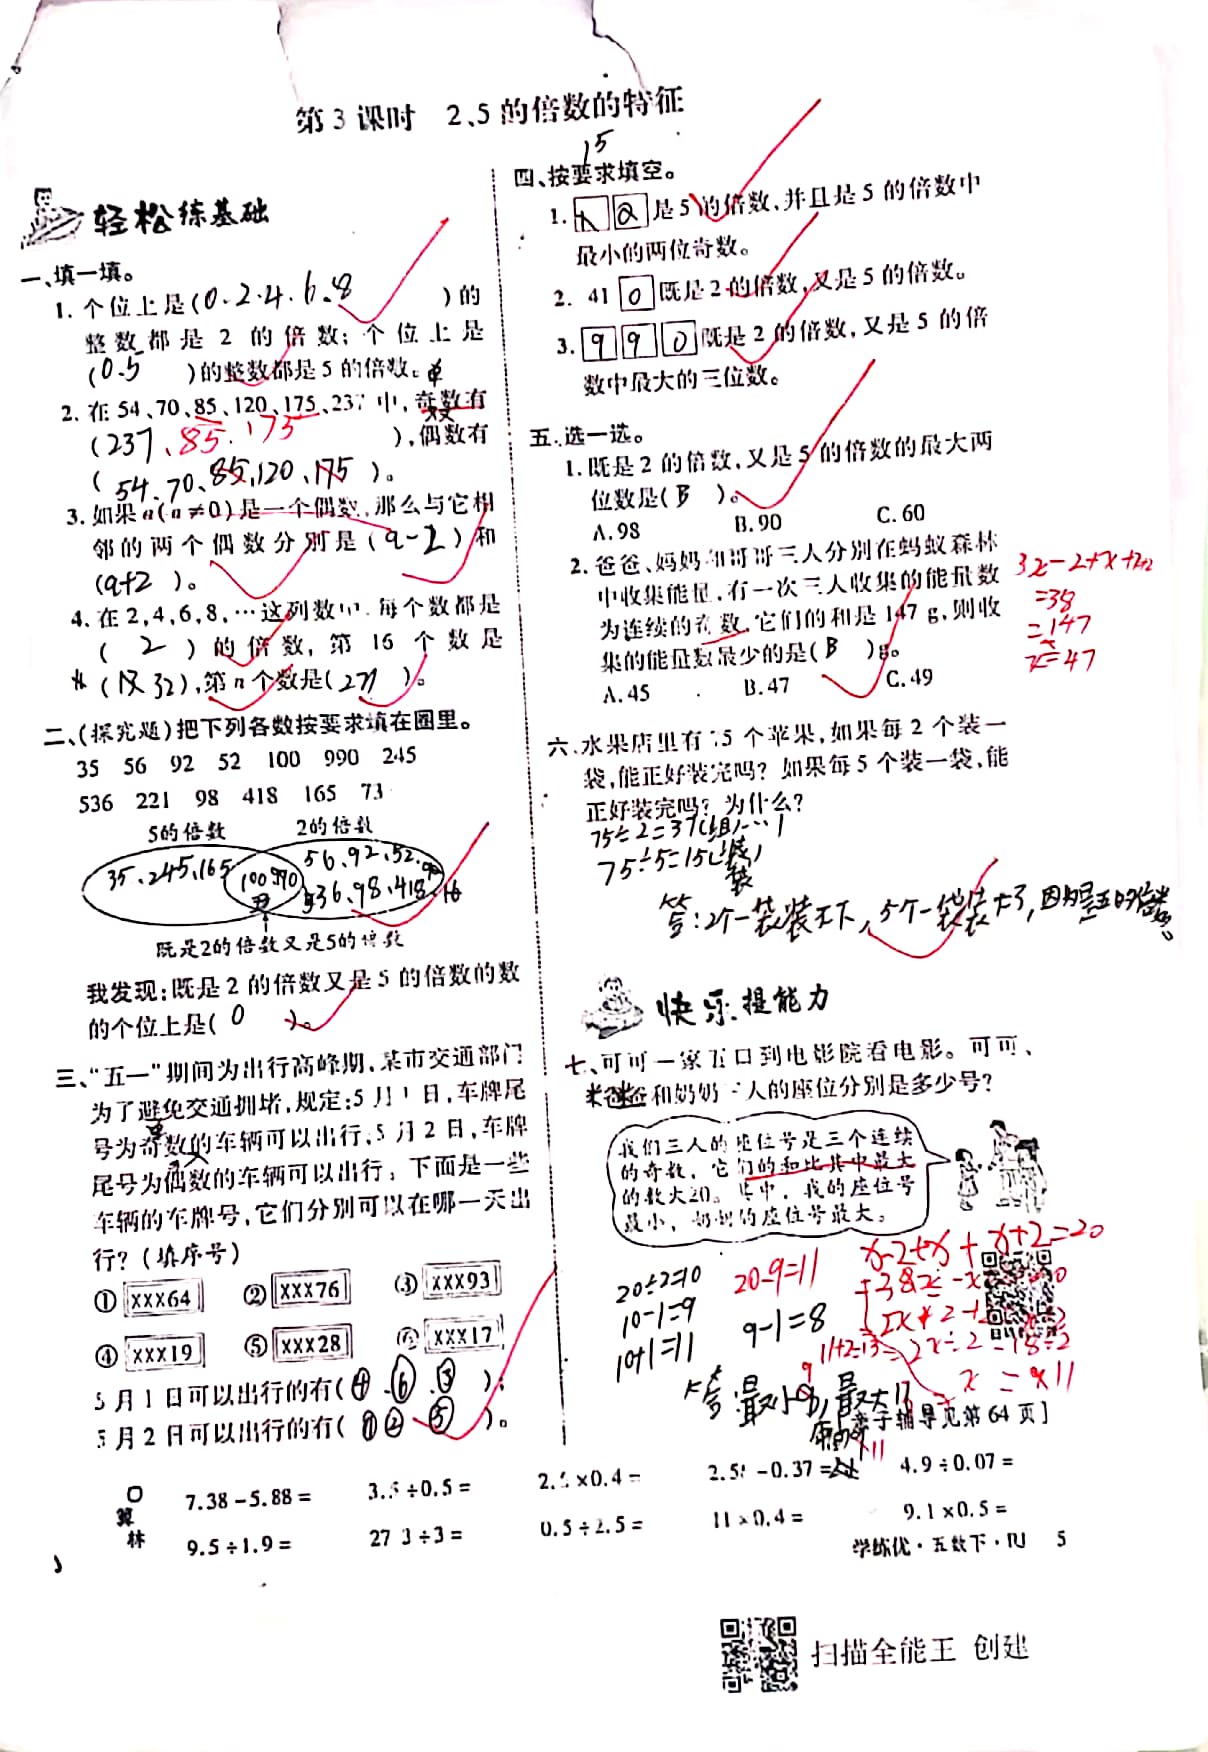 第3课时 2、5的倍数的特征
轻松练基础
一、填一填。
1. 个位上是(0.2.4.6.8)的
整数都是2的倍数;个位上是
(0.5)的整数都是5的倍数。
2. 在54、70、85、120、175、237中,奇数有
(237、85.175),偶数有
(54.70、85,120、175)。
3. 如果a(a≠0)是一个偶数,那么与它相
邻的两个偶数分别是(a-2)和
(a+2)。
4. 在2,4,6,8,…这列数中,每个数都是
(2)的倍数,第16个数是
(32),第n个数是(2n)。
二、(探究题)把下列各数按要求填在圈里。
35 56 92 52 100 990 245
536 221 98 418 165 73
5的倍数 2的倍数
35、245、165
100 990
56、92、52、
536、98、418
既是2的倍数又是5的倍数
我发现:既是2的倍数又是5的倍数的数
的个位上是(0)。
三、“五一”期间为出行高峰期,某市交通部门
为了避免交通拥堵,规定:5月1日,车牌尾
号为奇数的车辆可以出行,5月2日,车牌
尾号为偶数的车辆可以出行。下面是一些
车辆的车牌号,它们分别可以在哪一天出
行?(填序号)
① XXX64 ② XXX76 ③ XXX93
④ XXX19 ⑤ XXX28 ⑥ XXX17
5月1日可以出行的有(④.⑥.③);
5月2日可以出行的有(①②⑤)。
四、按要求填空。
15
1. 是5的倍数,并且是5的倍数中
最小的两位奇数。
2. 41 0 既是2的倍数,又是5的倍数。
3. 9 9 0 既是2的倍数,又是5的倍
数中最大的三位数。
五、选一选。
1. 既是2的倍数,又是5的倍数的最大两
位数是(B)。
A.98 B.90 C.60
2. 爸爸、妈妈和哥哥三人分别在蚂蚁森林
中收集能量,有一次三人收集的能量数
为连续的奇数,它们的和是147 g,则收
集的能量数最少的是(B)g。
A.45 B.47 C.49
3x-2+x+2
=38
=147
x=47
六、水果店里有75个苹果,如果每2个装一
袋,能正好装完吗?如果每5个装一袋,能
正好装完吗?为什么?
75÷2=37(组)…1
75÷5=15(装)
答:2个一袋装不下,5个一袋装
快乐提能力
七、可可一家五口到电影院看电影。可可、
爸爸和奶奶三人的座位分别是多少号?
我们三人的座位号是三个连续
的奇数,它们的和比其中最大
的数大20。其中,我的座位号
最小,奶奶的座位号最大。
20÷2=10
10-1=9
10+1=11
20-9=11
9-1=8
x-2+x+x+2=20
11+2=13
答:最小9,最大
[亲子辅导见第64页]
口算林
7.38-5.88= 3.5÷0.5= ×0.4= -0.37= 4.9÷0.07=
9.5÷1.9= ÷3= 0.5÷2.5= 11×0.4= 9.1×0.5=
学练优·五数下·RJ 5
扫描全能王 创建